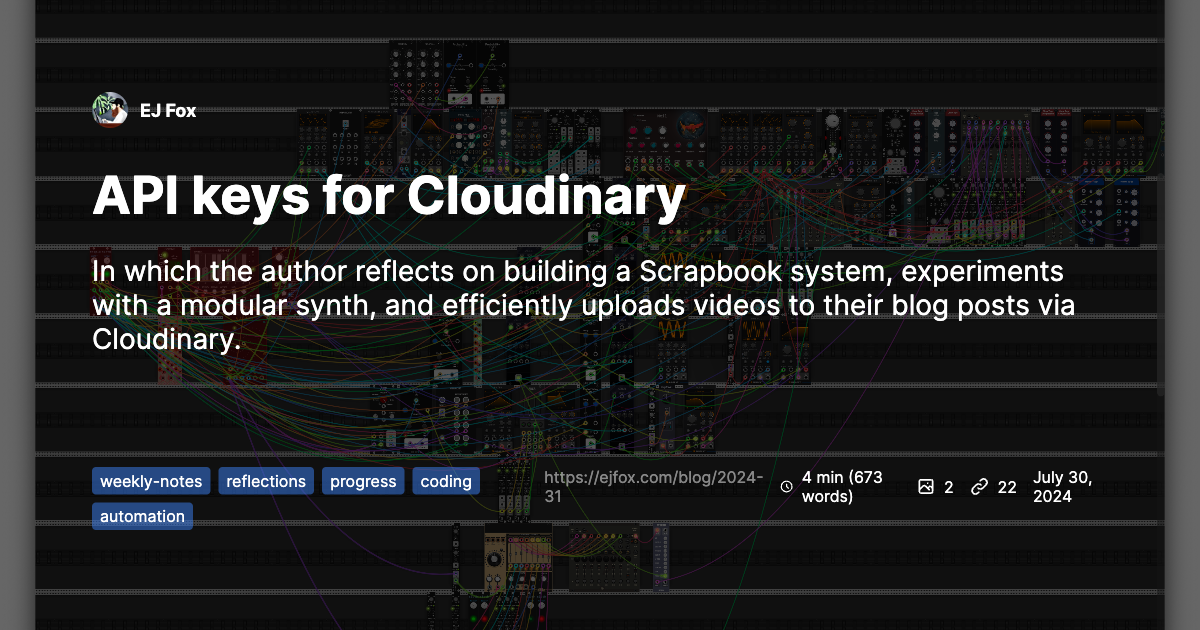 EJ Fox
API keys for Cloudinary
In which the author reflects on building a Scrapbook system, experiments
with a modular synth, and efficiently uploads videos to their blog posts via
Cloudinary.
weekly-notes reflections progress coding
automation
https://ejfox.com/blog/2024-
31
4 min (673
words)
2
22
July 30,
2024